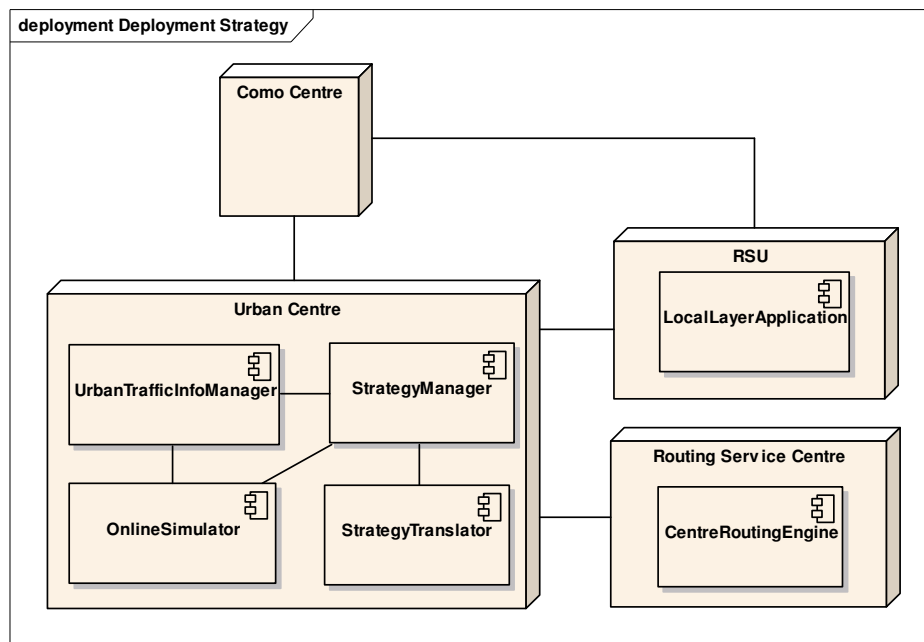 deployment Deployment Strategy
Como Centre
RSU
LocalLayerApplication
Urban Centre
UrbanTrafficInfoManager
StrategyManager
OnlineSimulator
StrategyTranslator
Routing Service Centre
CentreRoutingEngine